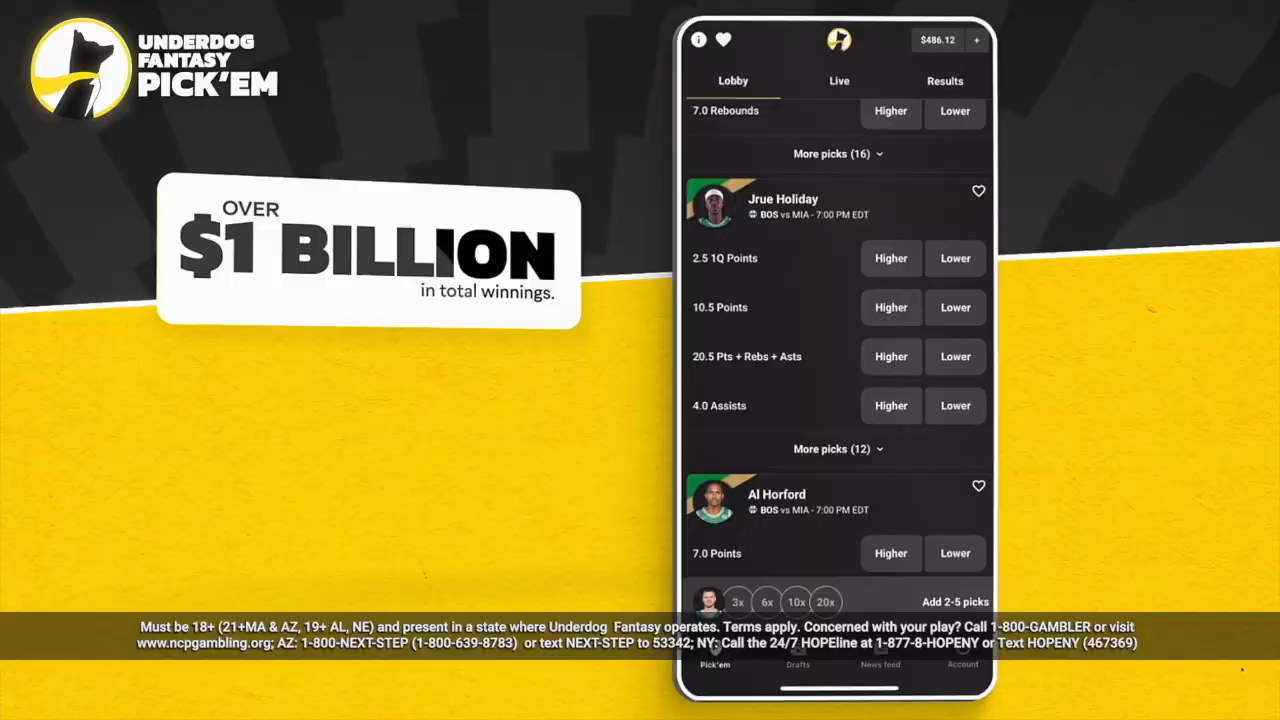 UNDERDOG
FANTASY
PICK'EM
OVER
$1 BILLION
in total winnings.
$486.12 +
Lobby Live Results
7.0 Rebounds Higher Lower
More picks (16)
Jrue Holiday
BOS vs MIA - 7:00 PM EDT
2.5 1Q Points Higher Lower
10.5 Points Higher Lower
20.5 Pts + Rebs + Asts Higher Lower
4.0 Assists Higher Lower
More picks (12)
Al Horford
BOS vs MIA - 7:00 PM EDT
7.0 Points Higher Lower
3x 6x 10x 20x Add 2-5 picks
Must be 18+ (21+MA & AZ, 19+ AL, NE) and present in a state where Underdog Fantasy operates. Terms apply. Concerned with your play? Call 1-800-GAMBLER or visit
www.ncpgambling.org; AZ: 1-800-NEXT-STEP (1-800-639-8783) or text NEXT-STEP to 53342; NY: Call the 24/7 HOPEline at 1-877-8-HOPENY or Text HOPENY (467369)
Pick'em Drafts News feed Account